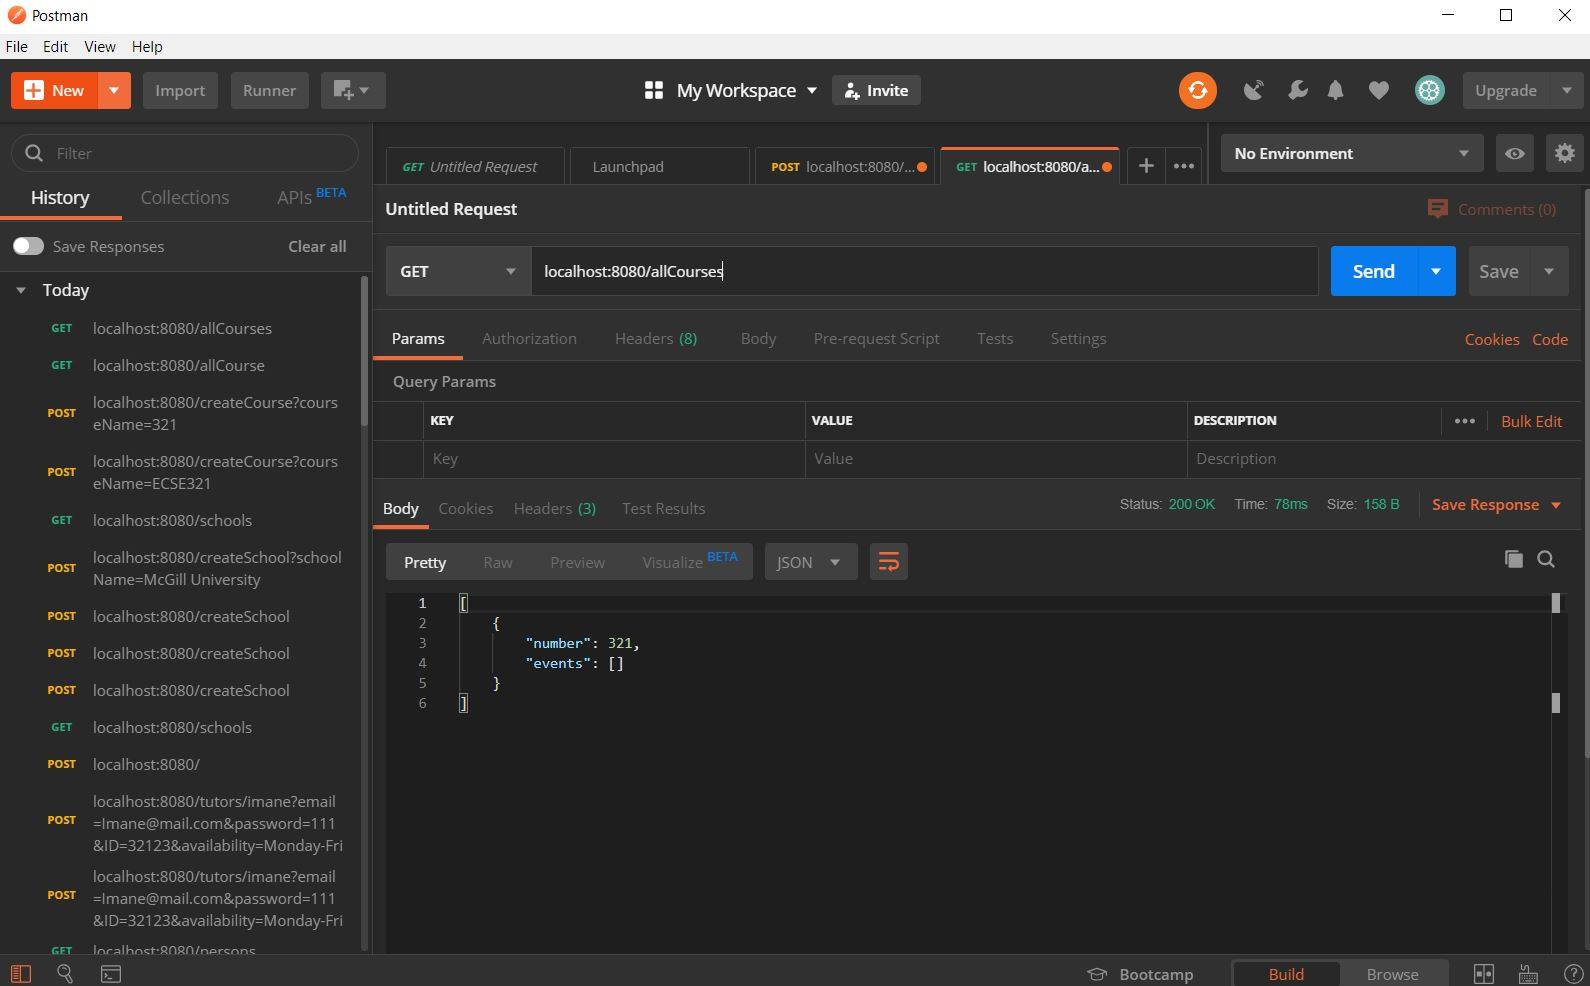 Postman
File Edit View Help
New Import Runner My Workspace Invite Upgrade
Filter
History Collections APIs BETA
Save Responses Clear all
Today
GET localhost:8080/allCourses
GET localhost:8080/allCourse
POST localhost:8080/createCourse?cours
eName=321
POST localhost:8080/createCourse?cours
eName=ECSE321
GET localhost:8080/schools
POST localhost:8080/createSchool?school
Name=McGill University
POST localhost:8080/createSchool
POST localhost:8080/createSchool
POST localhost:8080/createSchool
GET localhost:8080/schools
POST localhost:8080/
POST localhost:8080/tutors/imane?email
=Imane@mail.com&password=111
&ID=32123&availability=Monday-Fri
POST localhost:8080/tutors/imane?email
=Imane@mail.com&password=111
&ID=32123&availability=Monday-Fri
GET localhost:8080/persons
GET Untitled Request Launchpad POST localhost:8080/... GET localhost:8080/a... No Environment
Untitled Request Comments (0)
GET localhost:8080/allCourses Send Save
Params Authorization Headers (8) Body Pre-request Script Tests Settings Cookies Code
Query Params
KEY VALUE DESCRIPTION ••• Bulk Edit
Key Value Description
Body Cookies Headers (3) Test Results Status: 200 OK Time: 78ms Size: 158 B Save Response
Pretty Raw Preview Visualize BETA JSON
1 [
2 {
3 "number": 321,
4 "events": []
5 }
6 ]
Bootcamp Build Browse